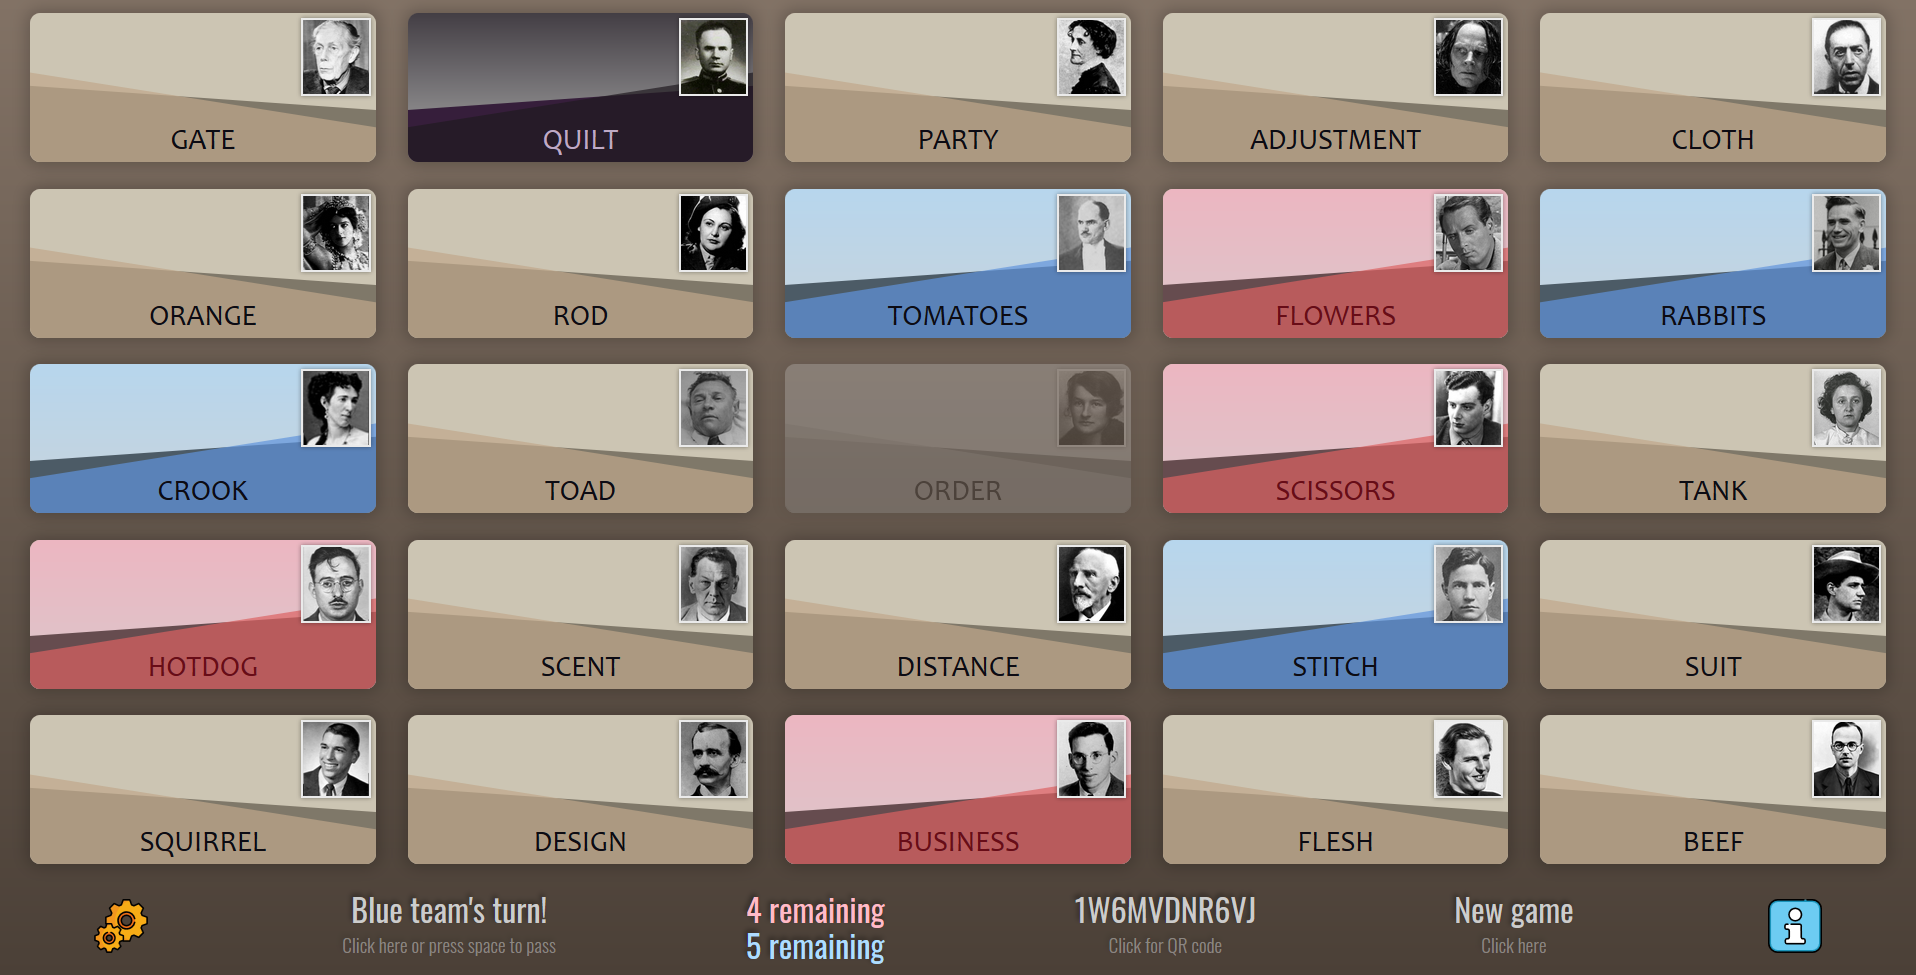 GATE
QUILT
PARTY
ADJUSTMENT
CLOTH
ORANGE
ROD
TOMATOES
FLOWERS
RABBITS
CROOK
TOAD
ORDER
SCISSORS
TANK
HOTDOG
SCENT
DISTANCE
STITCH
SUIT
SQUIRREL
DESIGN
BUSINESS
FLESH
BEEF
Blue team's turn!
Click here or press space to pass
4 remaining
5 remaining
1W6MVDNR6VJ
Click for QR code
New game
Click here